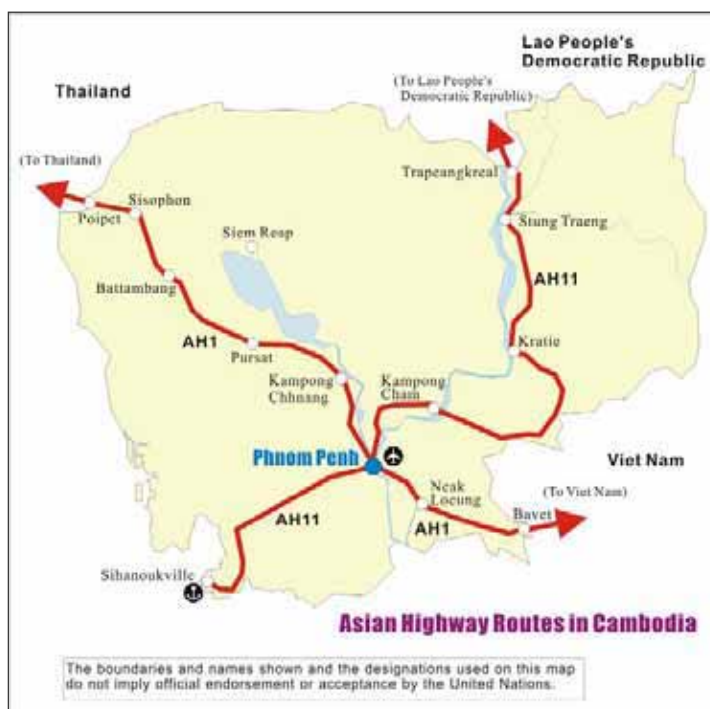 Lao People's
Democratic Republic
Thailand
(To Lao People's
Democratic Republic)
(To Thailand)
Trapeangkreal
Poipet
Sisophon
Siem Reap
Stung Traeng
Battambang
AH11
AH1
Pursat
Kratie
Kampong
Chhnang
Kampong
Cham
Phnom Penh
Viet Nam
Neak
Loeung
(To Viet Nam)
AH11
AH1
Bavet
Sihanoukville
Asian Highway Routes in Cambodia
The boundaries and names shown and the designations used on this map
do not imply official endorsement or acceptance by the United Nations.